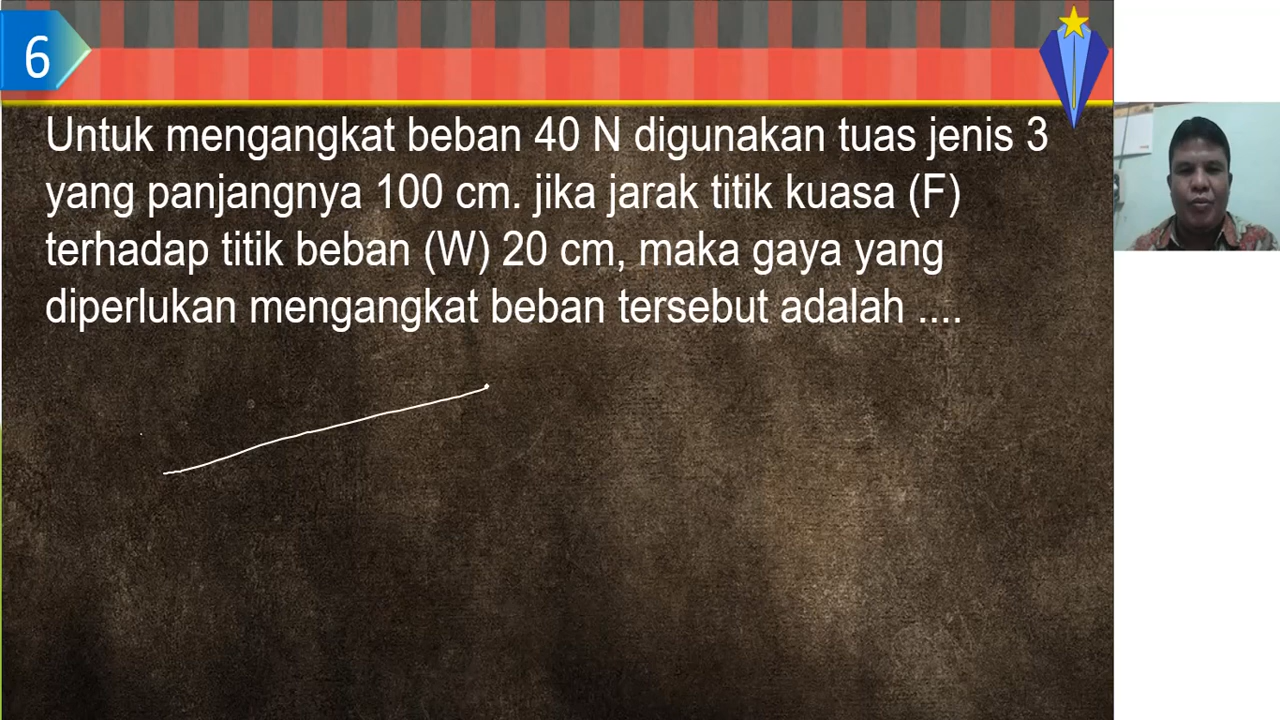 6
Untuk mengangkat beban 40 N digunakan tuas jenis 3
yang panjangnya 100 cm. jika jarak titik kuasa (F)
terhadap titik beban (W) 20 cm, maka gaya yang
diperlukan mengangkat beban tersebut adalah ....